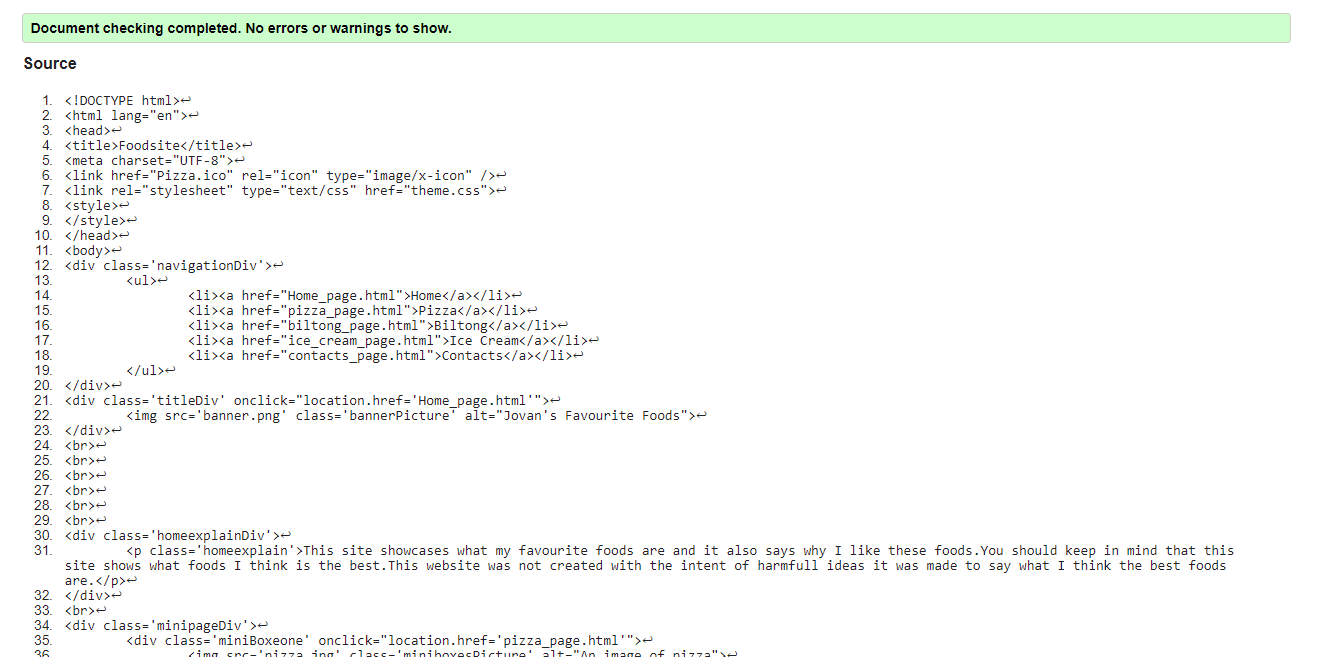 Document checking completed. No errors or warnings to show.
Source
1. <!DOCTYPE html>↩
2. <html lang="en">↩
3. <head>↩
4. <title>Foodsite</title>↩
5. <meta charset="UTF-8">↩
6. <link href="Pizza.ico" rel="icon" type="image/x-icon" />↩
7. <link rel="stylesheet" type="text/css" href="theme.css">↩
8. <style>↩
9. </style>↩
10. </head>↩
11. <body>↩
12. <div class='navigationDiv'>↩
13. <ul>↩
14. <li><a href="Home_page.html">Home</a></li>↩
15. <li><a href="pizza_page.html">Pizza</a></li>↩
16. <li><a href="biltong_page.html">Biltong</a></li>↩
17. <li><a href="ice_cream_page.html">Ice Cream</a></li>↩
18. <li><a href="contacts_page.html">Contacts</a></li>↩
19. </ul>↩
20. </div>↩
21. <div class='titleDiv' onclick="location.href='Home_page.html'">↩
22. <img src='banner.png' class='bannerPicture' alt="Jovan's Favourite Foods">↩
23. </div>↩
24. <br>↩
25. <br>↩
26. <br>↩
27. <br>↩
28. <br>↩
29. <br>↩
30. <div class='homeexplainDiv'>↩
31. <p class='homeexplain'>This site showcases what my favourite foods are and it also says why I like these foods.You should keep in mind that this
site shows what foods I think is the best.This website was not created with the intent of harmfull ideas it was made to say what I think the best foods
are.</p>↩
32. </div>↩
33. <br>↩
34. <div class='minipageDiv'>↩
35. <div class='miniBoxeone' onclick="location.href='pizza_page.html'">↩
36. <img src='pizza.jpg' class='miniboxesPicture' alt="An image of pizza">↩